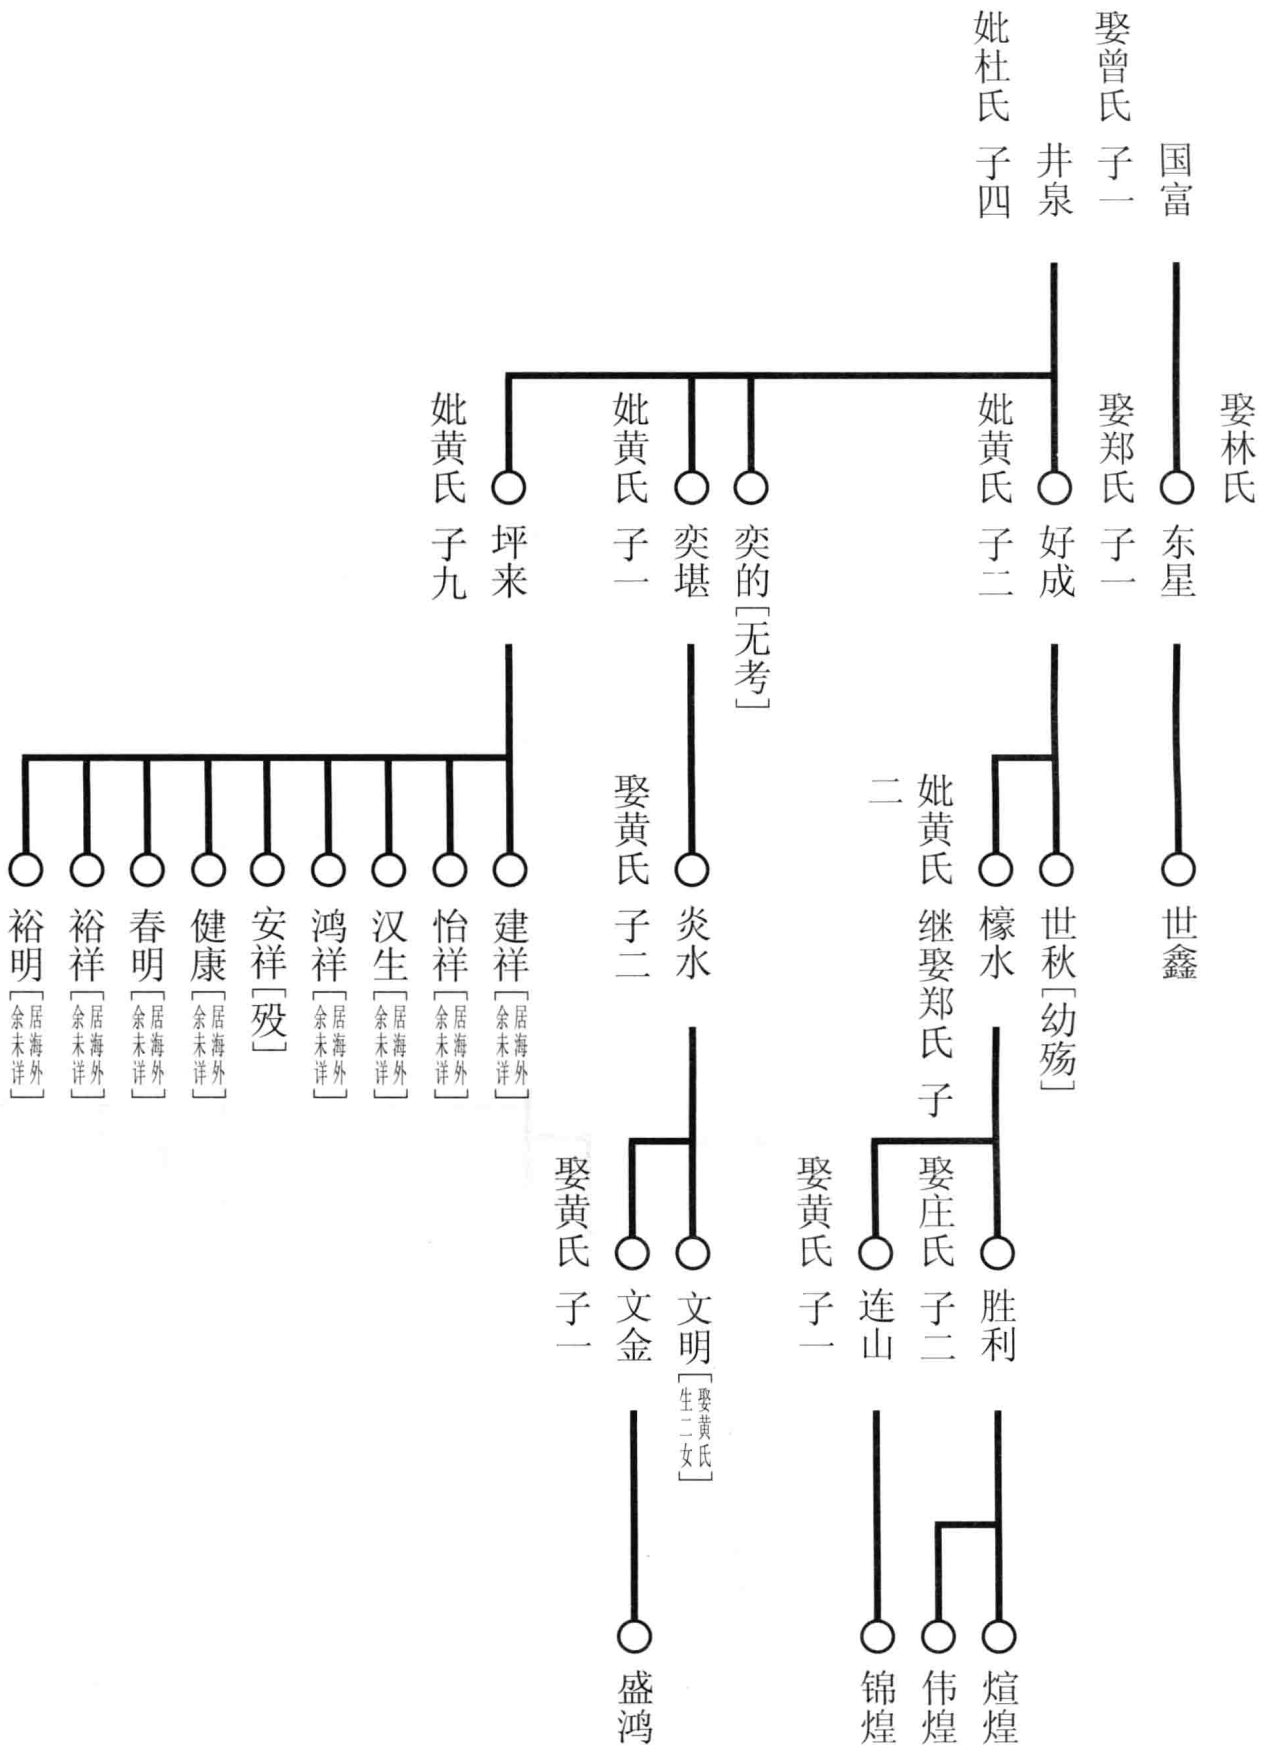 国富
娶曾氏 子一
井泉
妣杜氏 子四
娶林氏
东星
娶郑氏 子一
好成
妣黄氏 子二
奕的[无考]
奕堪
妣黄氏 子一
坪来
妣黄氏 子九
世鑫
世秋[幼殇]
檺水
妣黄氏 继娶郑氏 子
二
炎水
娶黄氏 子二
建祥[居海外
余未详]
怡祥[居海外
余未详]
汉生[居海外
余未详]
鸿祥[居海外
余未详]
安祥[殁]
健康[居海外
余未详]
春明[居海外
余未详]
裕祥[居海外
余未详]
裕明[居海外
余未详]
胜利
娶庄氏 子二
连山
娶黄氏 子一
文明[娶黄氏
生二女]
文金
娶黄氏 子一
煊煌
伟煌
锦煌
盛鸿